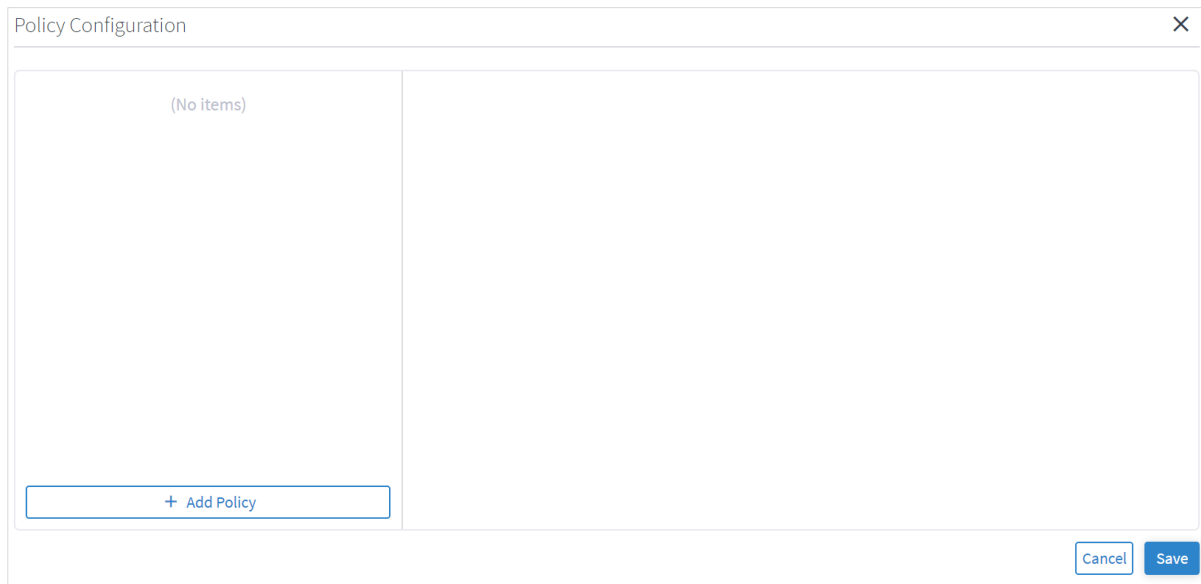 Policy Configuration
(No items)
+ Add Policy
Cancel
Save